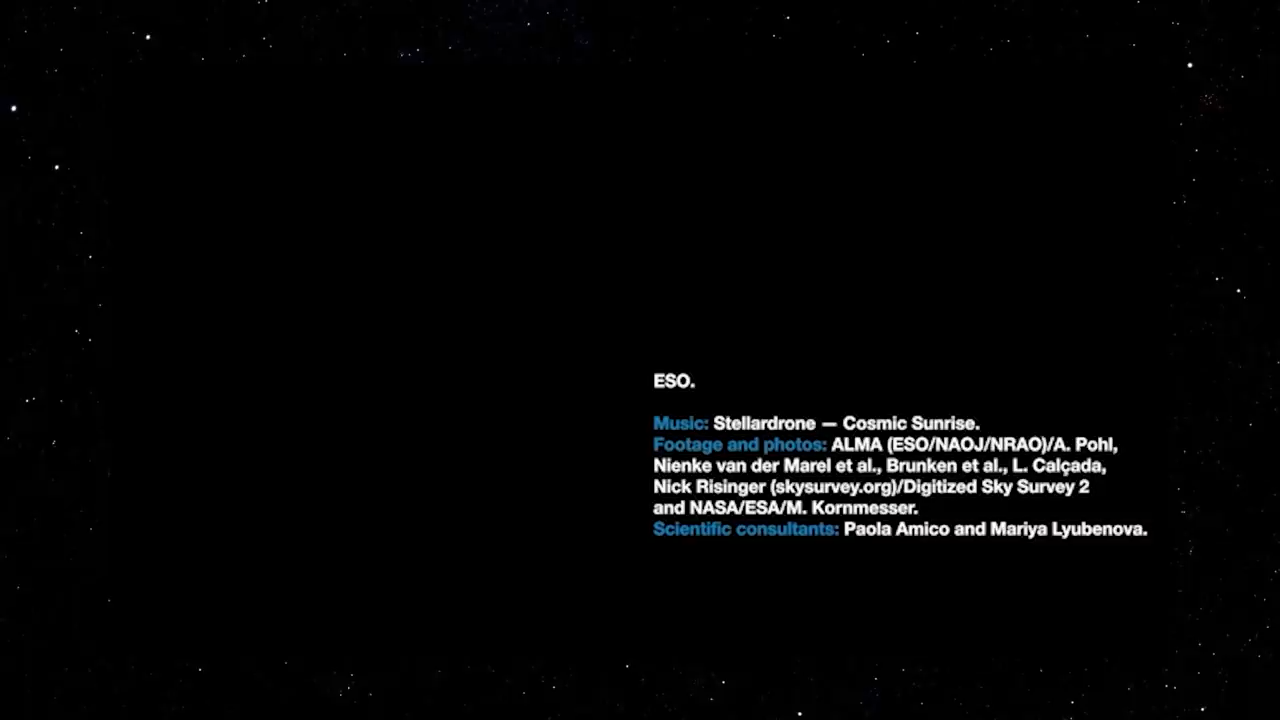 ESO.
Music: Stellardrone — Cosmic Sunrise.
Footage and photos: ALMA (ESO/NAOJ/NRAO)/A. Pohl,
Nienke van der Marel et al., Brunken et al., L. Calçada,
Nick Risinger (skysurvey.org)/Digitized Sky Survey 2
and NASA/ESA/M. Kornmesser.
Scientific consultants: Paola Amico and Mariya Lyubenova.